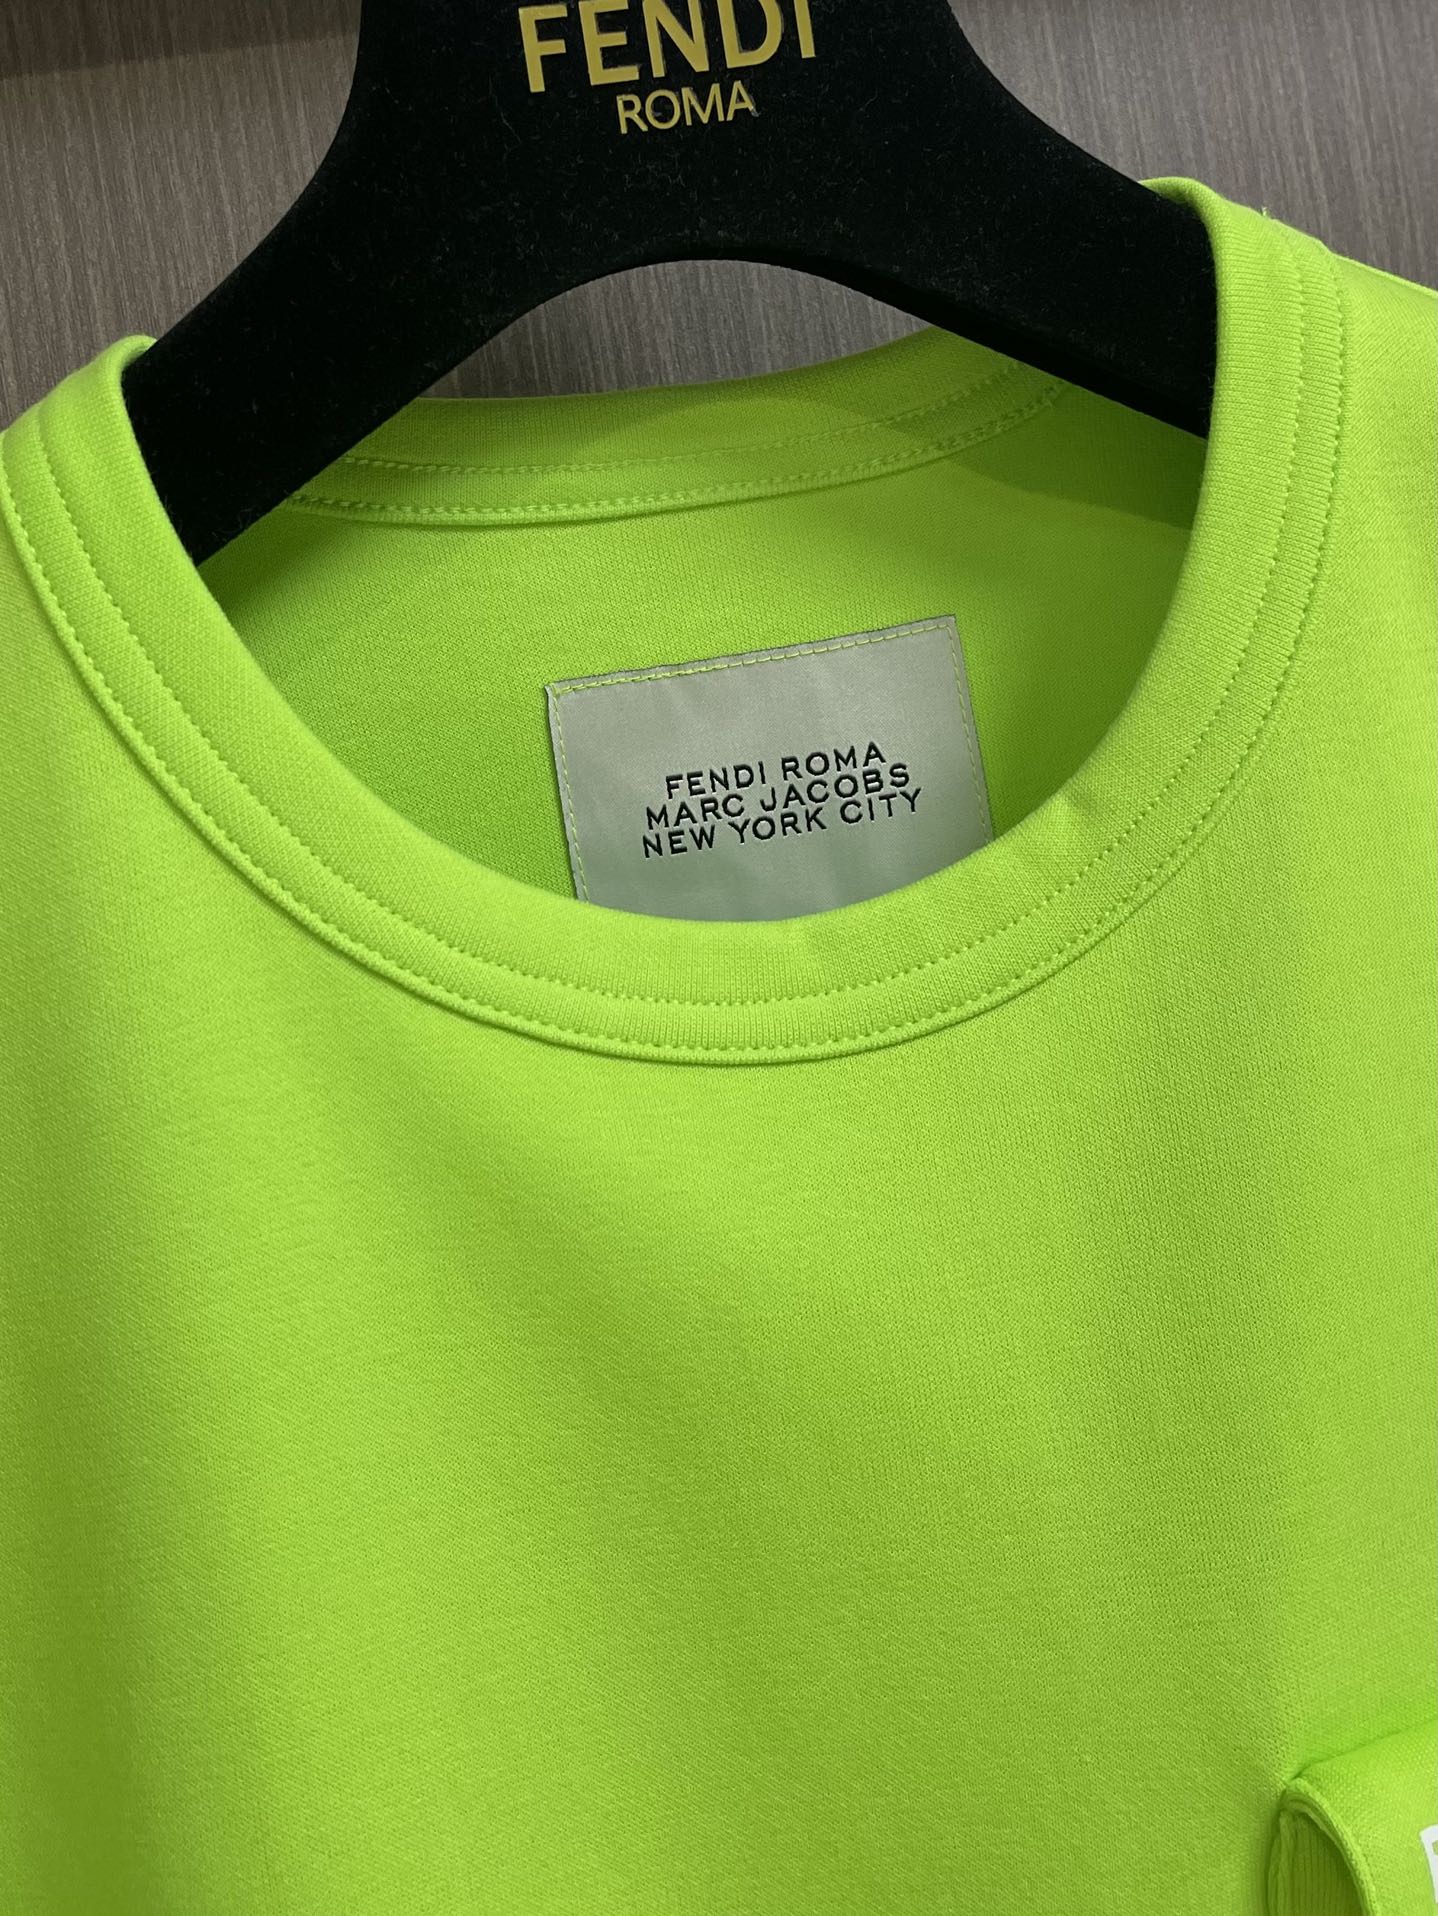 FENDI
ROMA
FENDI ROMA
MARC JACOBS
NEW YORK CITY